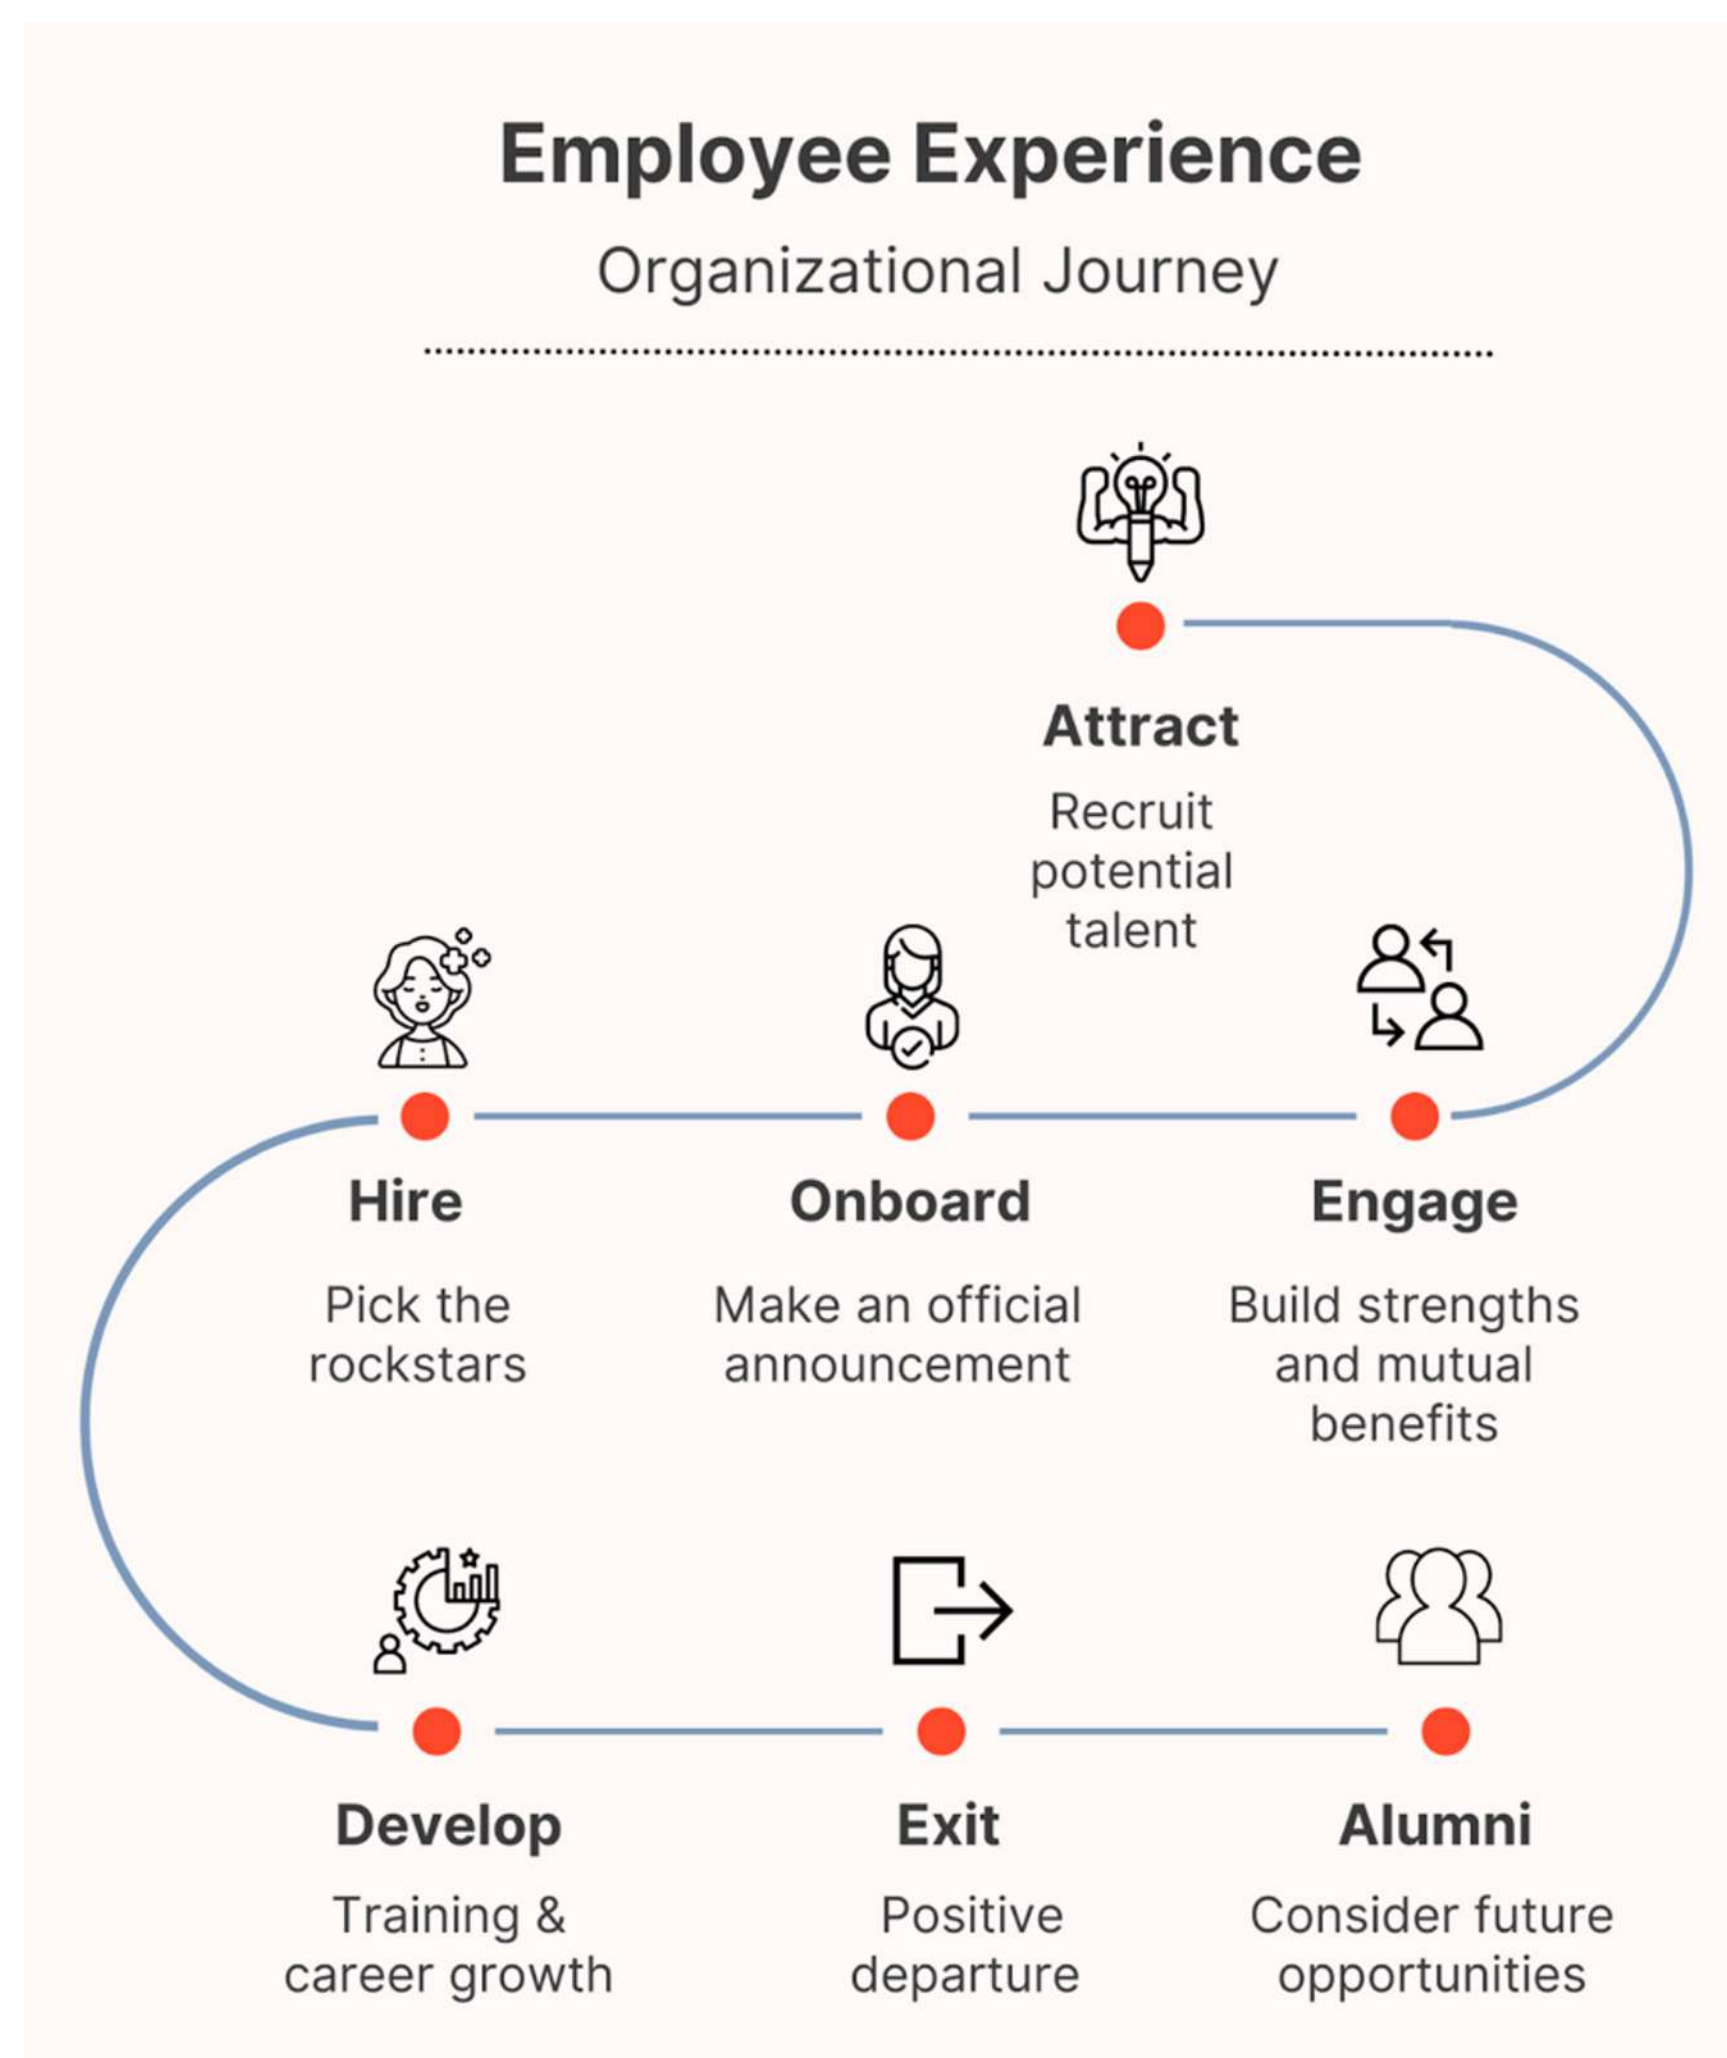 Employee Experience
Organizational Journey
Attract
Recruit
potential
talent
Hire
Pick the
rockstars
Onboard
Make an official
announcement
Engage
Build strengths
and mutual
benefits
Develop
Training &
career growth
Exit
Positive
departure
Alumni
Consider future
opportunities